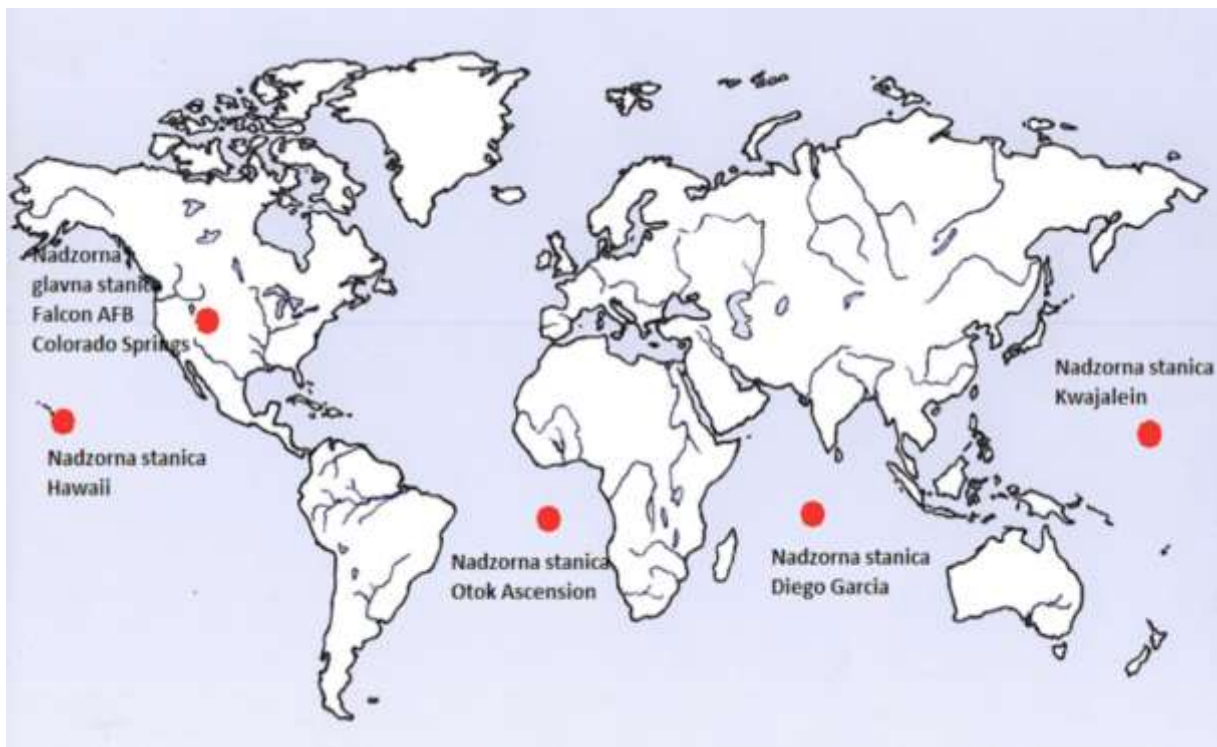 Nadzorna i
glavna stanica
Falcon AFB
Colorado Springs
Nadzorna stanica
Hawaii
Nadzorna stanica
Otok Ascension
Nadzorna stanica
Diego Garcia
Nadzorna stanica
Kwajalein